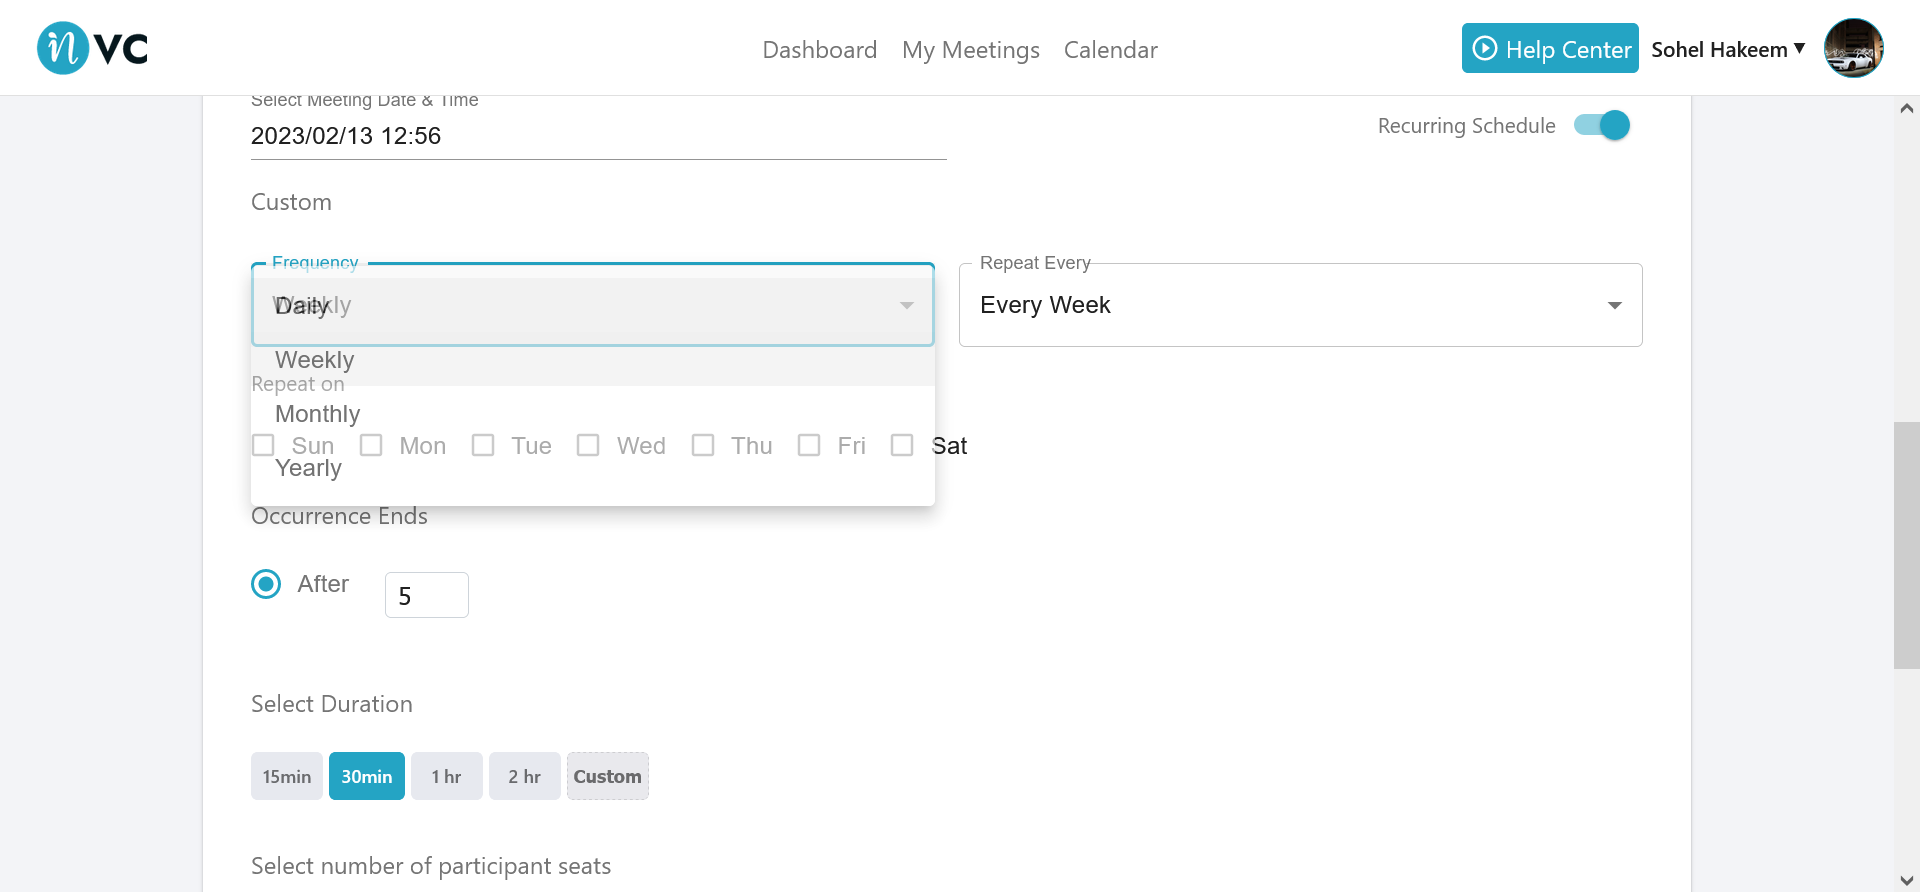 n VC
Dashboard My Meetings Calendar
Help Center Sohel Hakeem
Select Meeting Date & Time
2023/02/13 12:56
Recurring Schedule
Custom
Frequency
Repeat Every
Weekly
Daily
Every Week
Weekly
Repeat on
Monthly
Sun Mon Tue Wed Thu Fri Sat
Yearly
Occurrence Ends
After 5
Select Duration
15min 30min 1 hr 2 hr Custom
Select number of participant seats